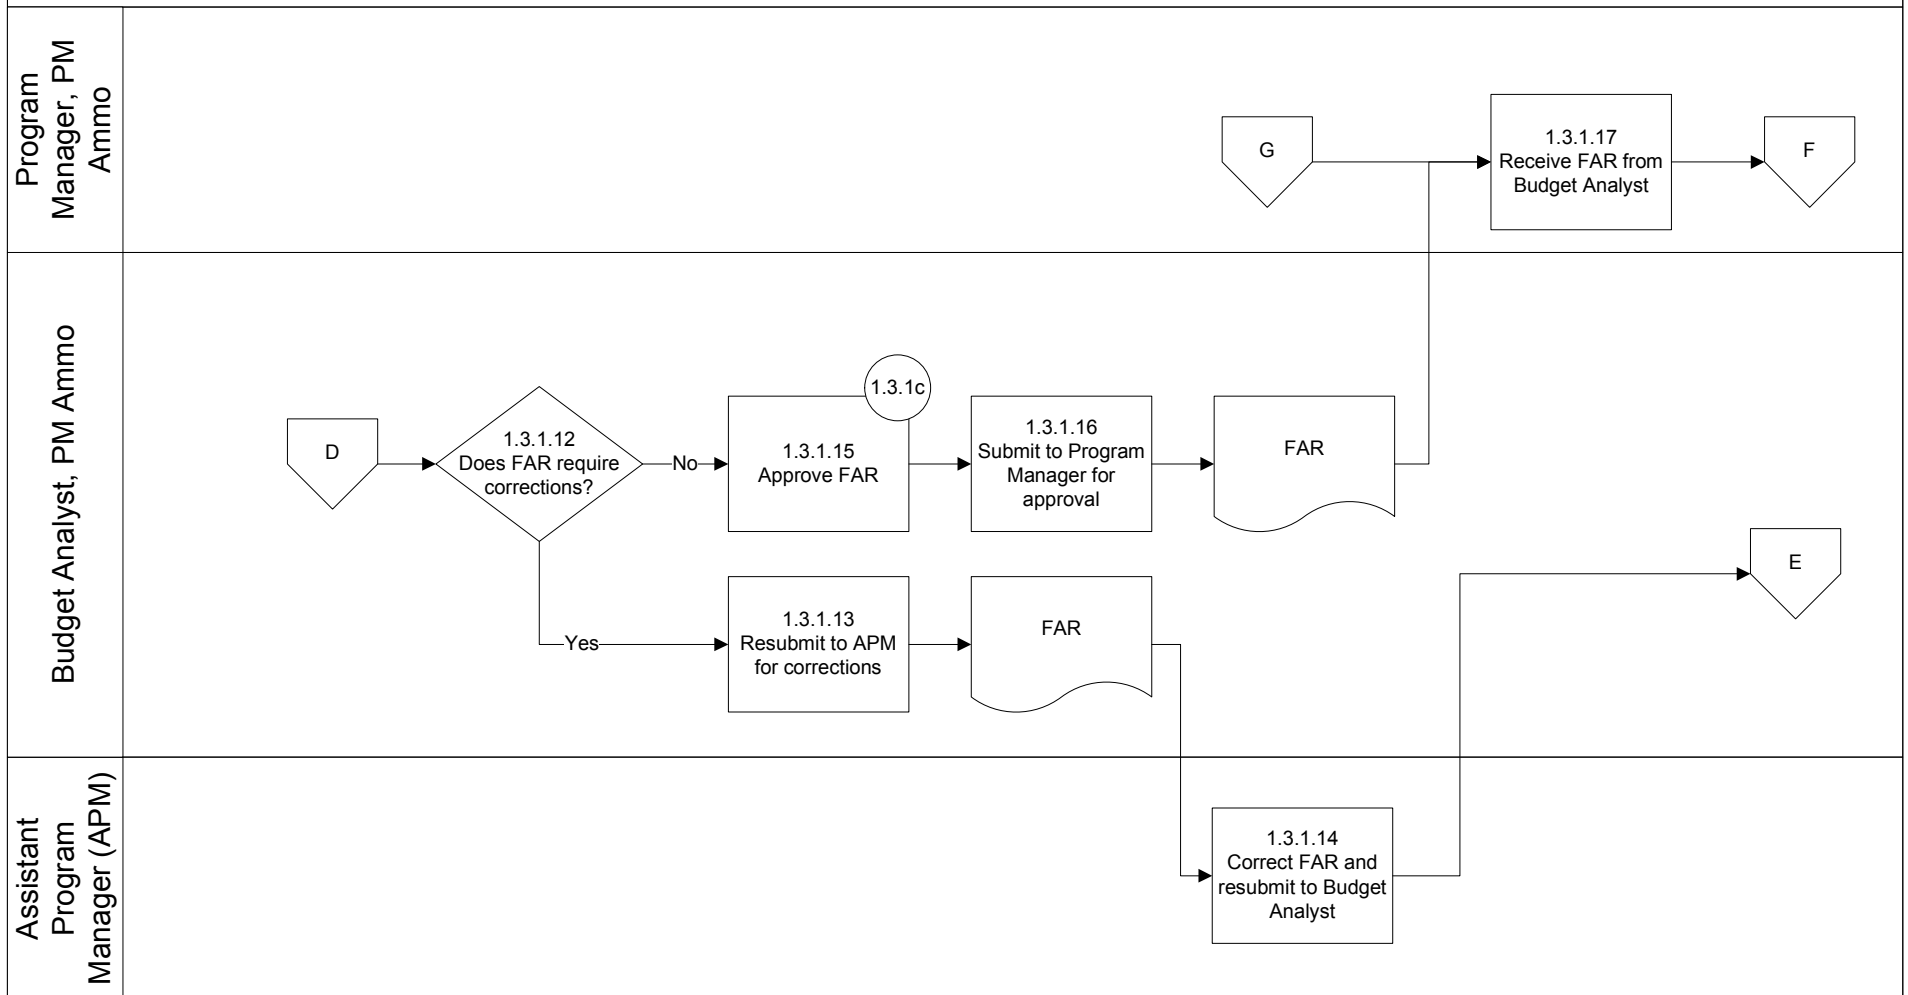 Program
Manager, PM
Ammo
G
1.3.1.17
Receive FAR from
Budget Analyst
F
Budget Analyst, PM Ammo
D
1.3.1.12
Does FAR require
corrections?
No
1.3.1c
1.3.1.15
Approve FAR
1.3.1.16
Submit to Program
Manager for
approval
FAR
Yes
1.3.1.13
Resubmit to APM
for corrections
FAR
E
Assistant
Program
Manager (APM)
1.3.1.14
Correct FAR and
resubmit to Budget
Analyst